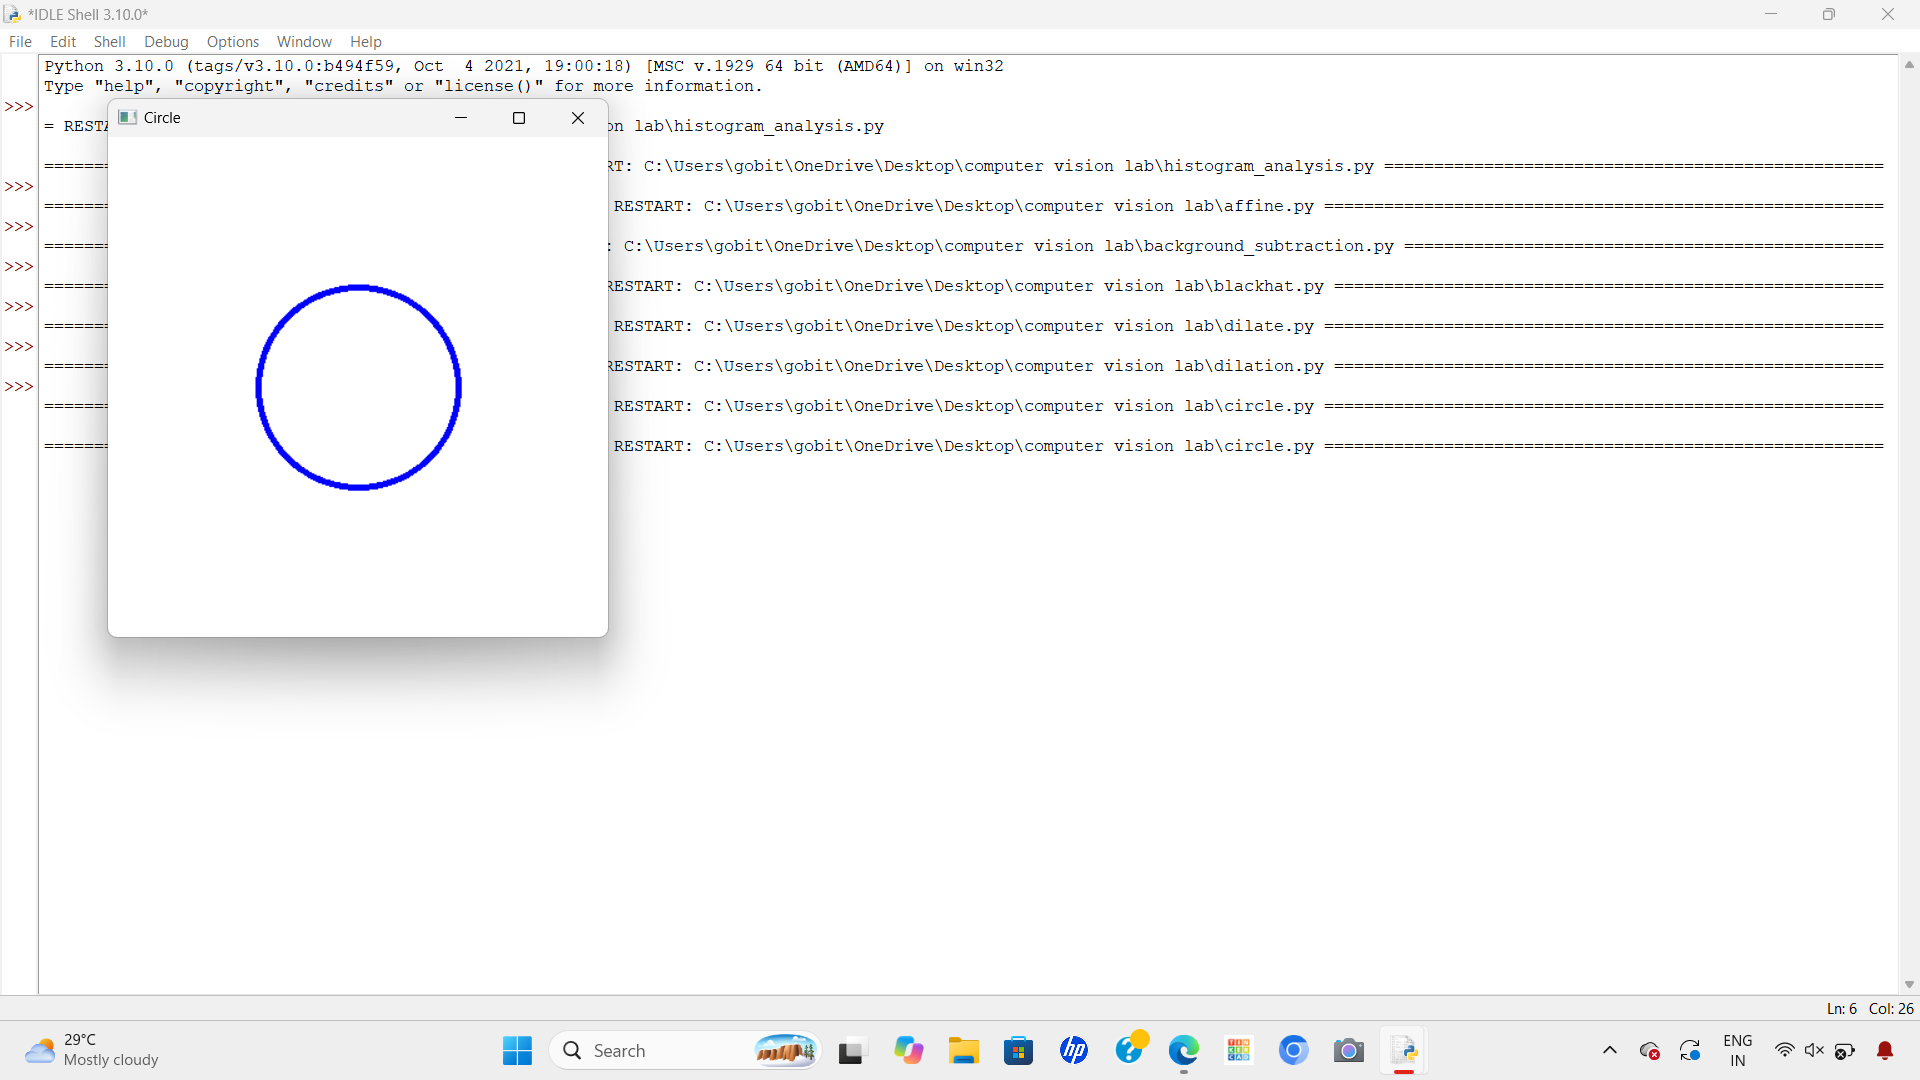 *IDLE Shell 3.10.0*
File Edit Shell Debug Options Window Help
Python 3.10.0 (tags/v3.10.0:b494f59, Oct  4 2021, 19:00:18) [MSC v.1929 64 bit (AMD64)] on win32
Type "help", "copyright", "credits" or "license()" for more information.
>>>
Circle
= RESTA
on lab\histogram_analysis.py
======= RT: C:\Users\gobit\OneDrive\Desktop\computer vision lab\histogram_analysis.py ==================================================
>>>
======= RESTART: C:\Users\gobit\OneDrive\Desktop\computer vision lab\affine.py ========================================================
>>>
======= : C:\Users\gobit\OneDrive\Desktop\computer vision lab\background_subtraction.py ================================================
>>>
======= RESTART: C:\Users\gobit\OneDrive\Desktop\computer vision lab\blackhat.py =======================================================
>>>
======= RESTART: C:\Users\gobit\OneDrive\Desktop\computer vision lab\dilate.py ========================================================
>>>
======= RESTART: C:\Users\gobit\OneDrive\Desktop\computer vision lab\dilation.py =======================================================
>>>
======= RESTART: C:\Users\gobit\OneDrive\Desktop\computer vision lab\circle.py ========================================================
======= RESTART: C:\Users\gobit\OneDrive\Desktop\computer vision lab\circle.py ========================================================
Ln: 6 Col: 26
29°C
Mostly cloudy
Search
hp
TIN
KER
CAD
ENG
IN